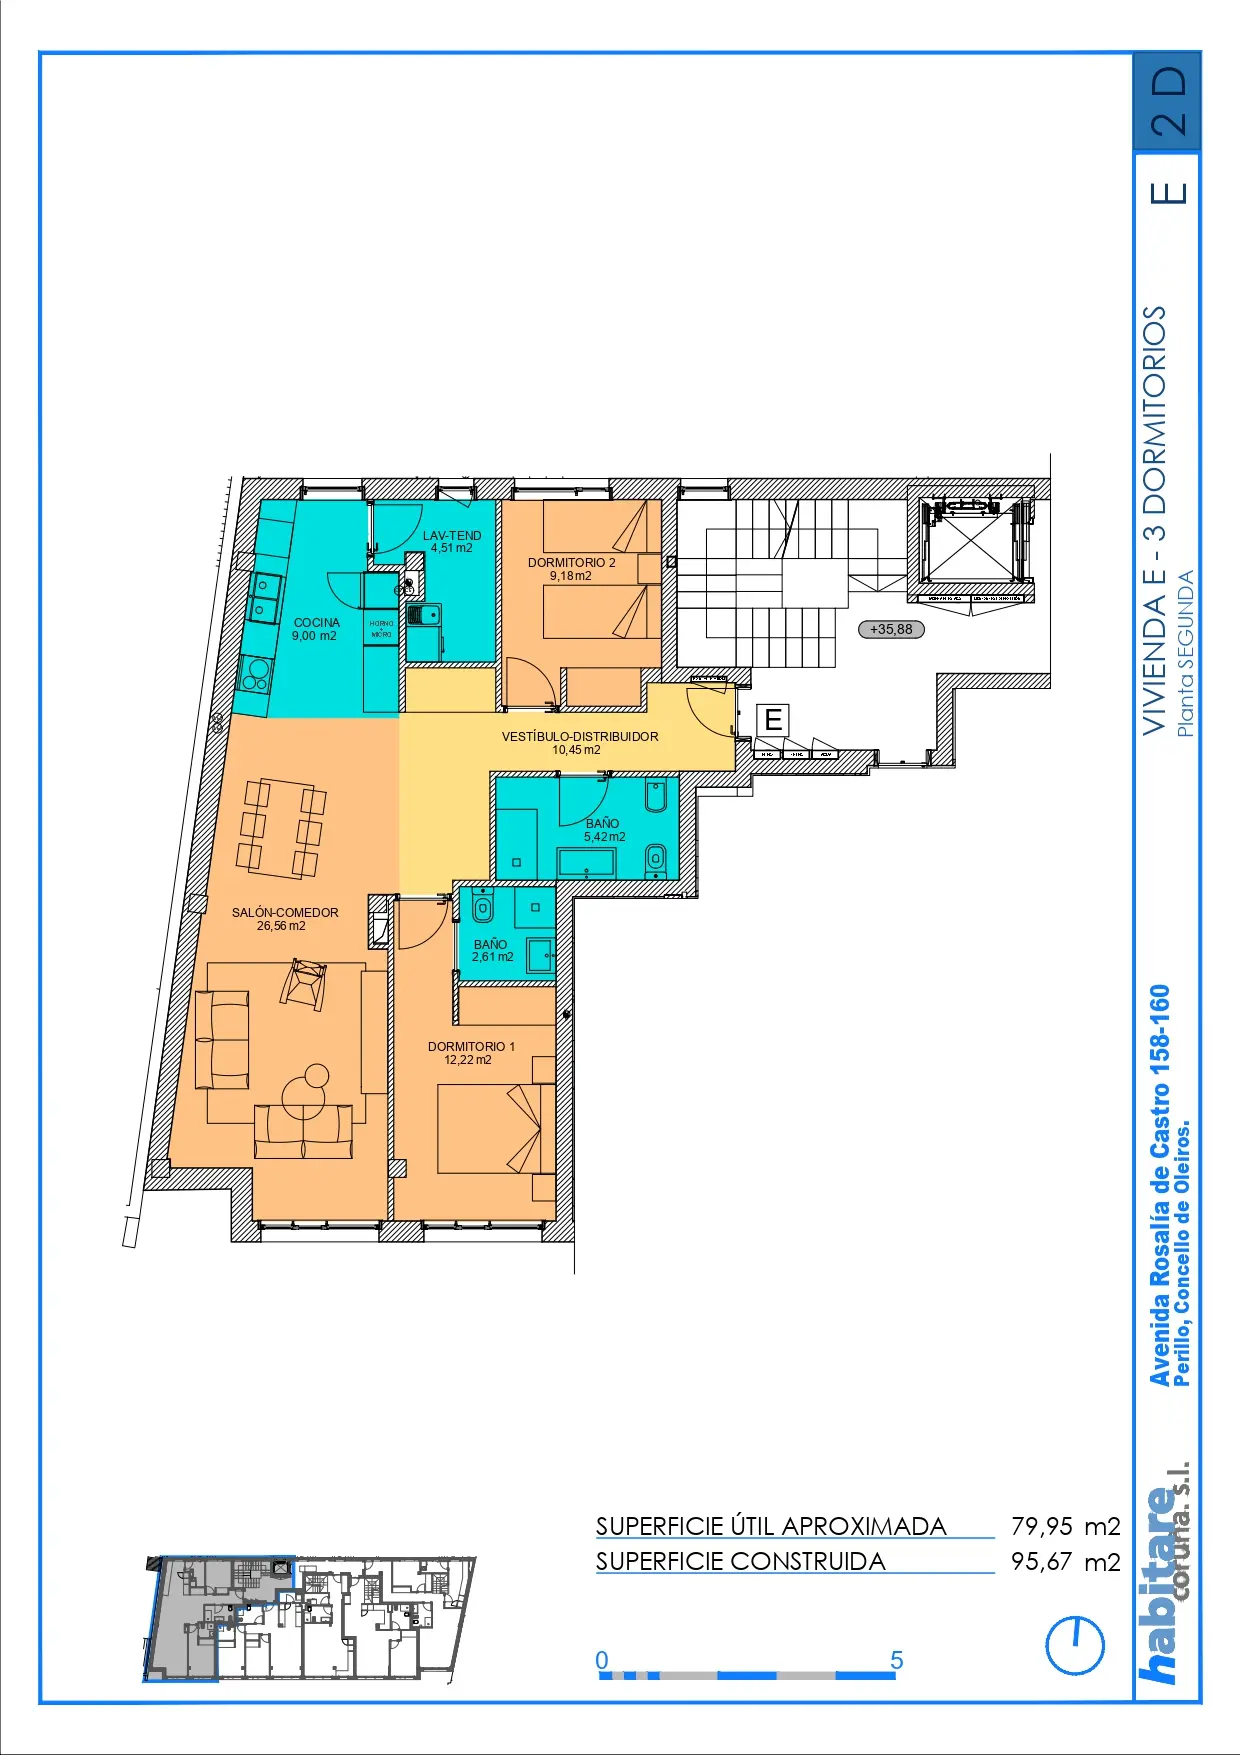 2 D
E
VIVIENDA E - 3 DORMITORIOS
Planta SEGUNDA
LAV-TEND
4,51 m2
DORMITORIO 2
9,18 m2
COCINA
9,00 m2
HORNO
+
MICRO
+35,88
E
VESTÍBULO-DISTRIBUIDOR
10,45 m2
BAÑO
5,42 m2
SALÓN-COMEDOR
26,56 m2
BAÑO
2,61 m2
DORMITORIO 1
12,22 m2
Avenida Rosalía de Castro 158-160
Perillo, Concello de Oleiros.
SUPERFICIE ÚTIL APROXIMADA 79,95 m2
SUPERFICIE CONSTRUIDA 95,67 m2
0 5
habitare
coruña s.l.